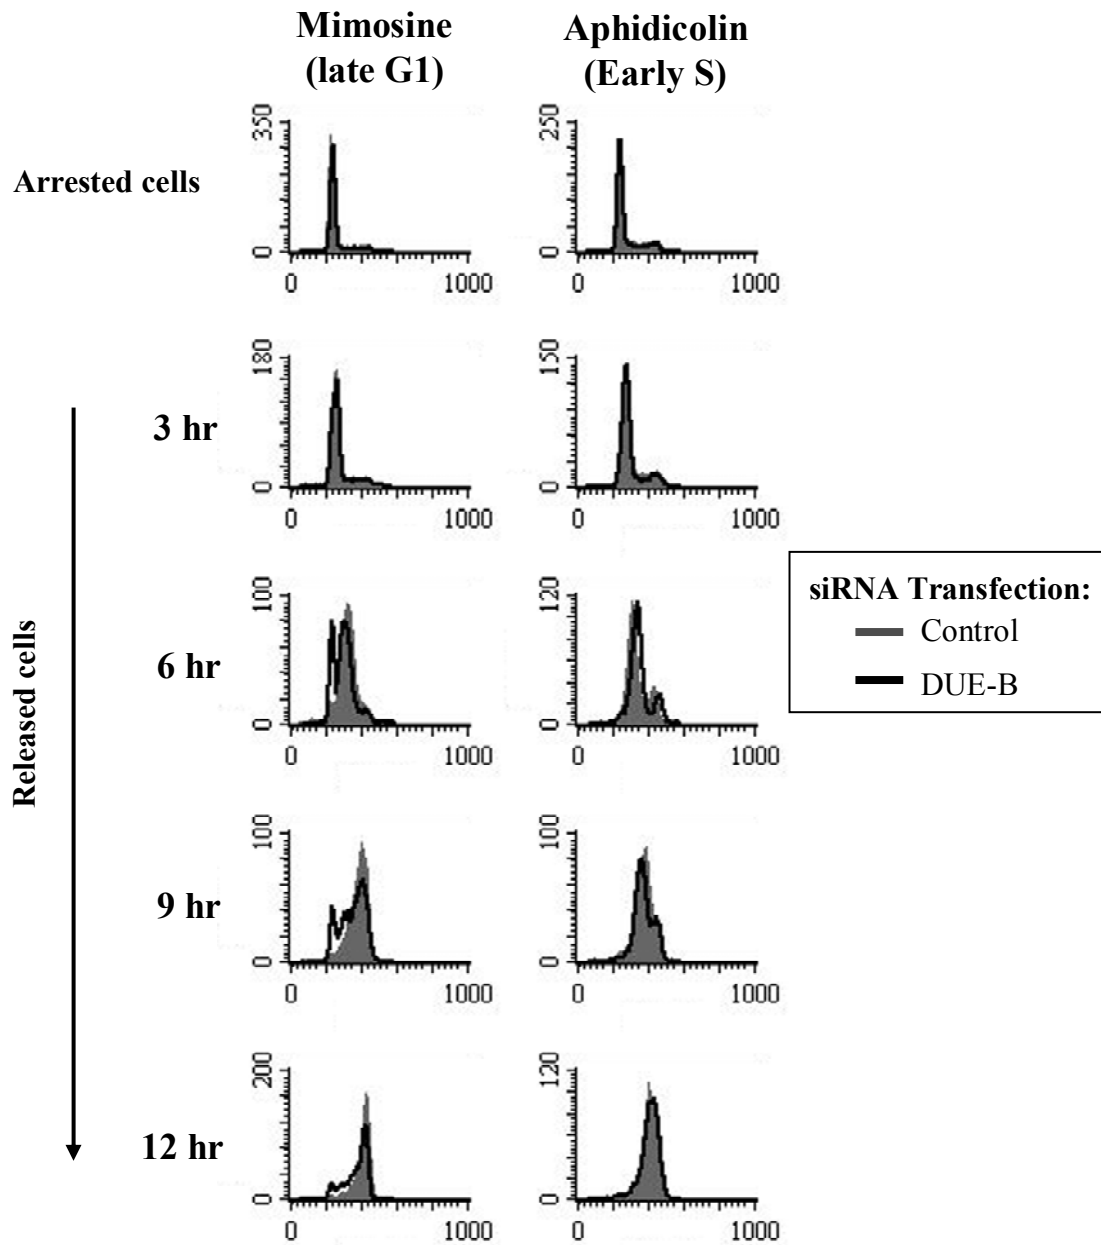 Mimosine
(late G1)
Aphidicolin
(Early S)
Arrested cells
350
0
0 1000
250
0
0 1000
3 hr
180
0
0 1000
150
0
0 1000
siRNA Transfection:
Control
DUE-B
Released cells
6 hr
100
0
0 1000
120
0
0 1000
9 hr
100
0
0 1000
100
0
0 1000
12 hr
200
0
0 1000
120
0
0 1000